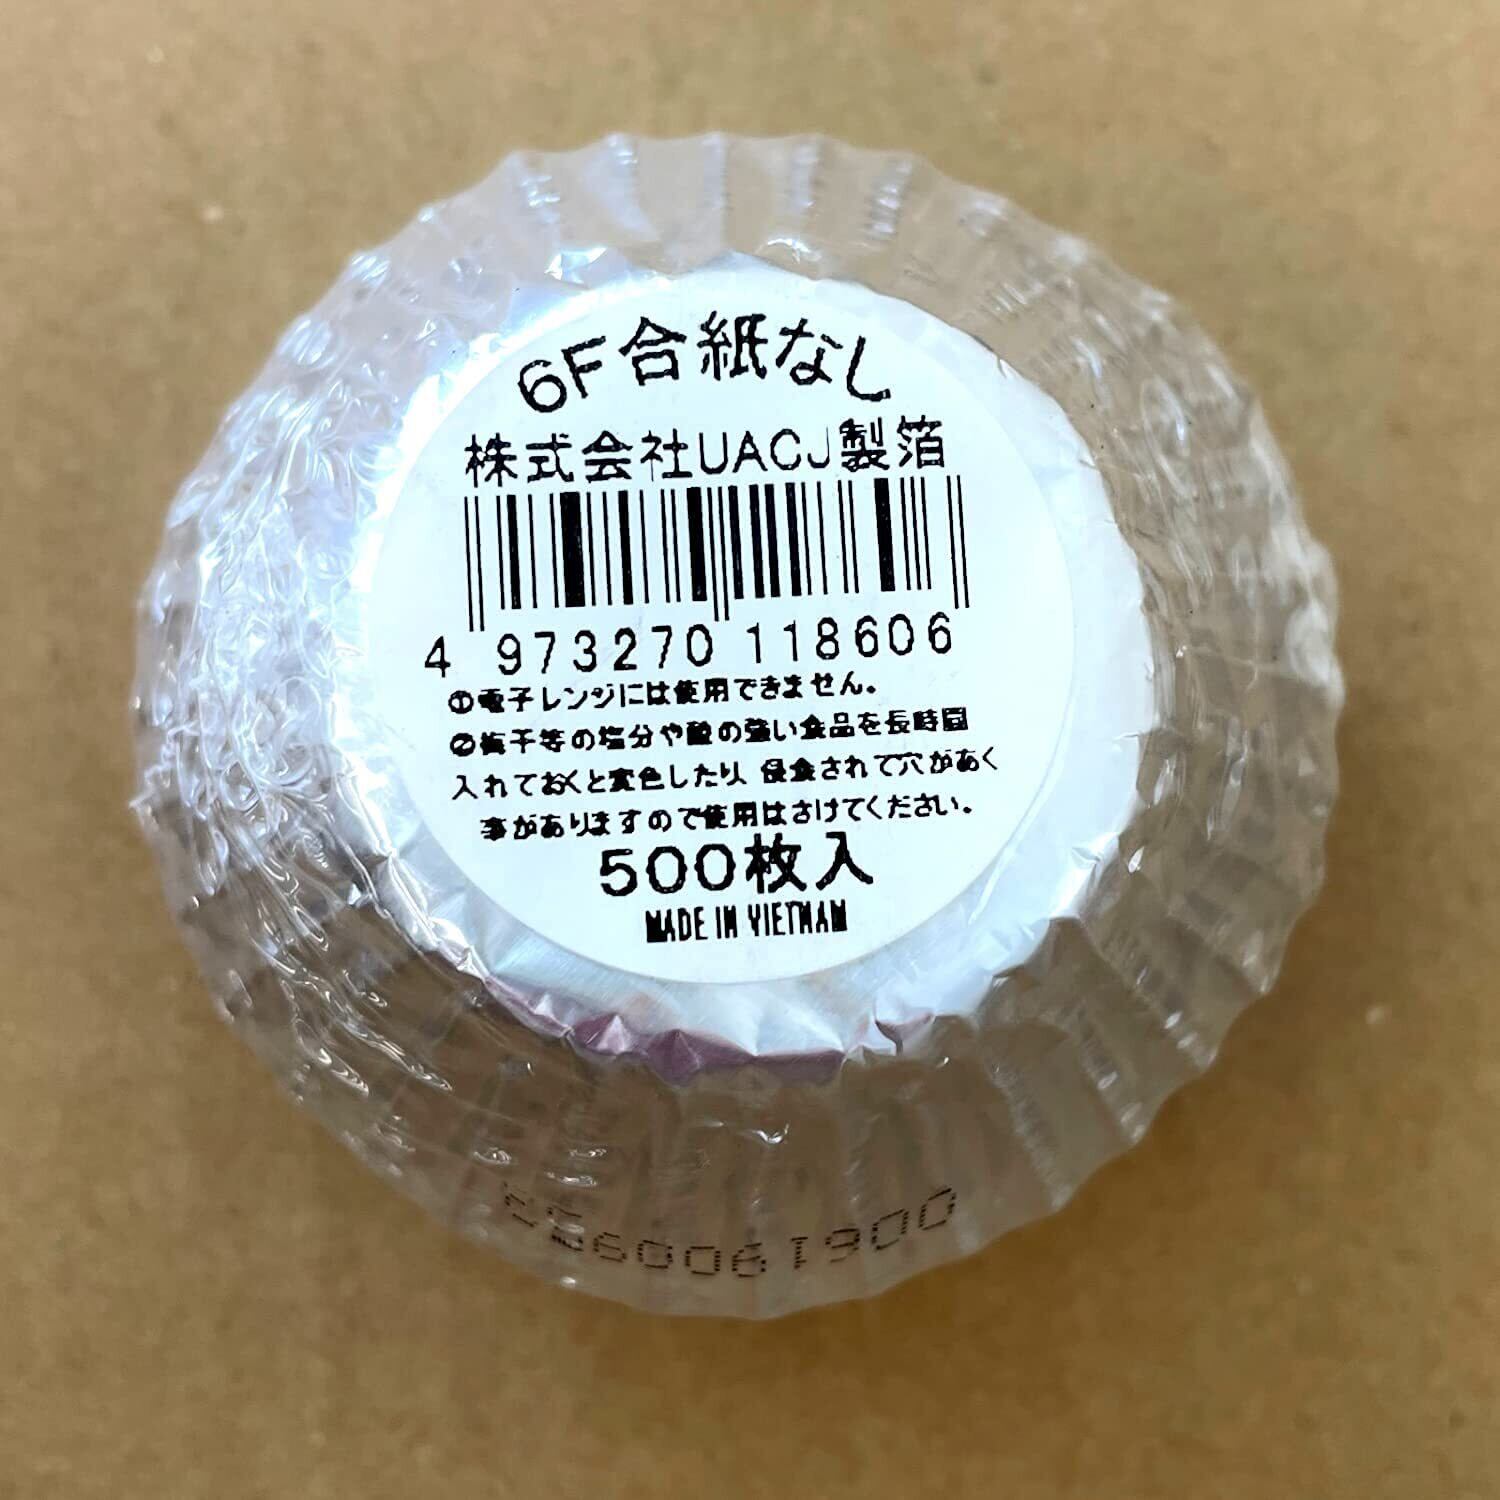 6F合紙なし
株式会社UACJ製箔
4 973270 118606
①電子レンジには使用できません。
②梅干等の塩分や酸の強い食品を長時間
入れておくと変色したり、侵食されて穴があく
事がありますので使用はさけてください。
500枚入
MADE IN VIETNAM